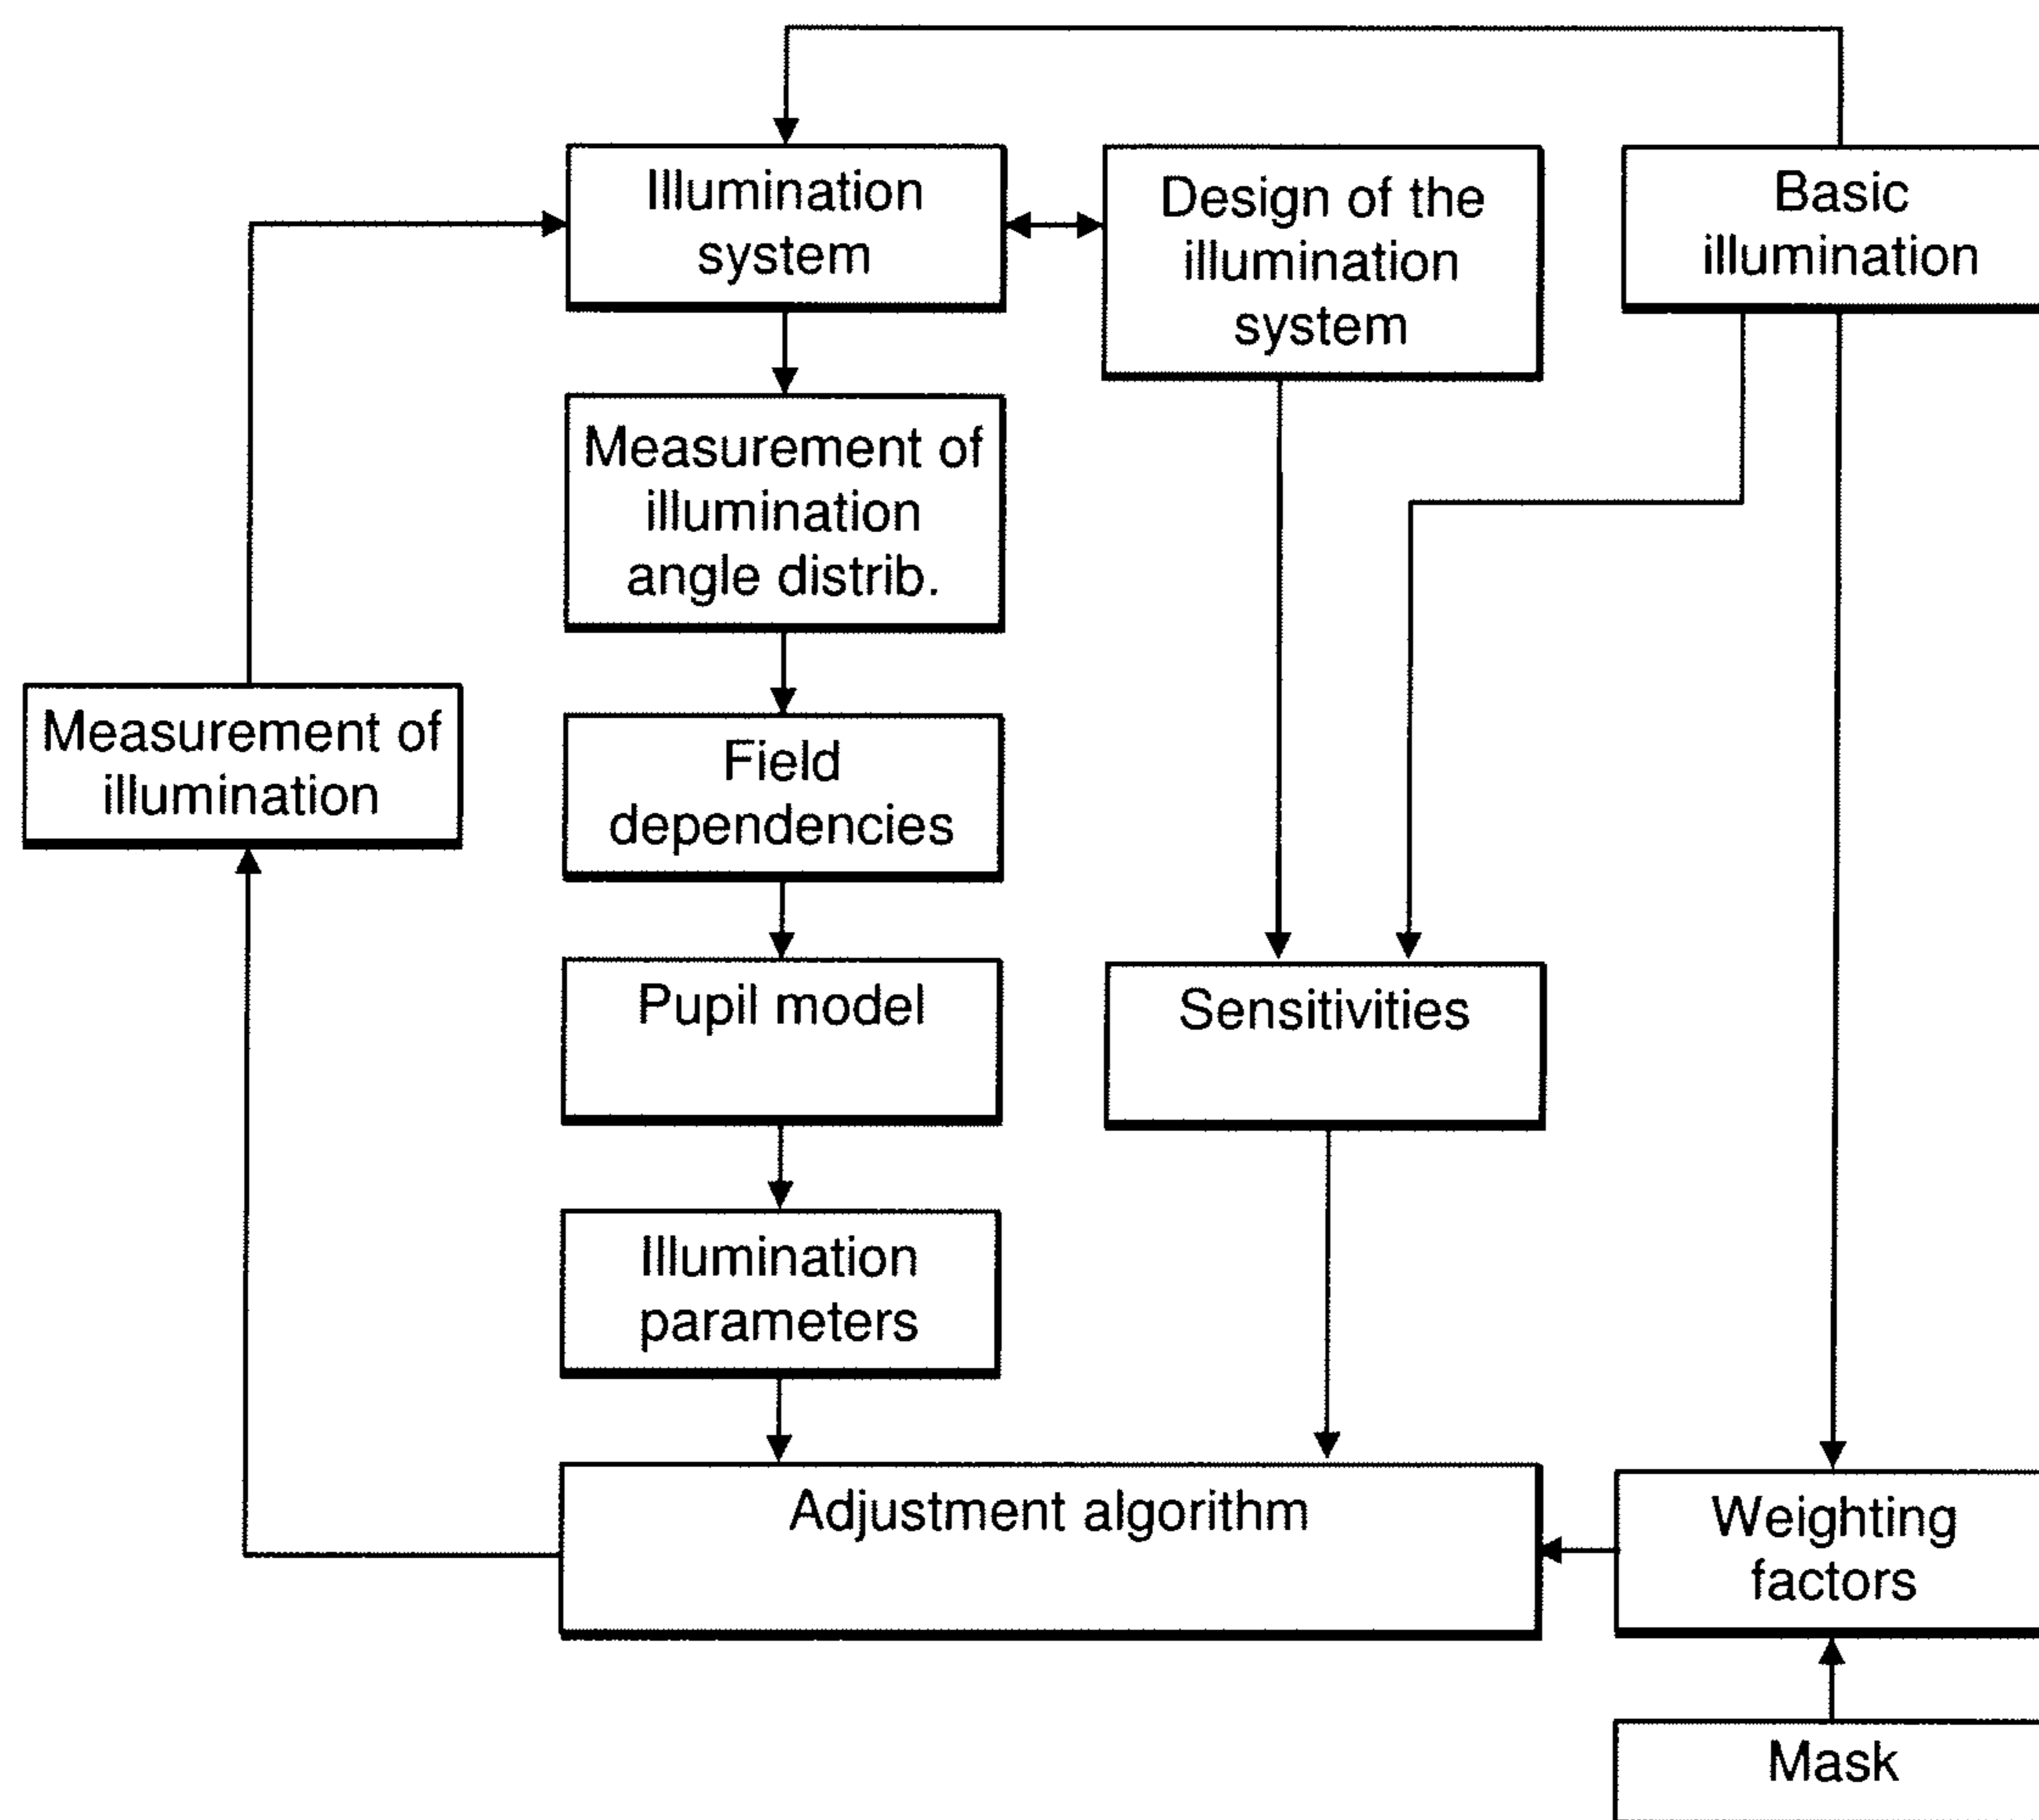 Illumination
system
Design of the
illumination
system
Basic
illumination
Measurement of
illumination
angle distrib.
Measurement of
illumination
Field
dependencies
Pupil model
Sensitivities
Illumination
parameters
Adjustment algorithm
Weighting
factors
Mask